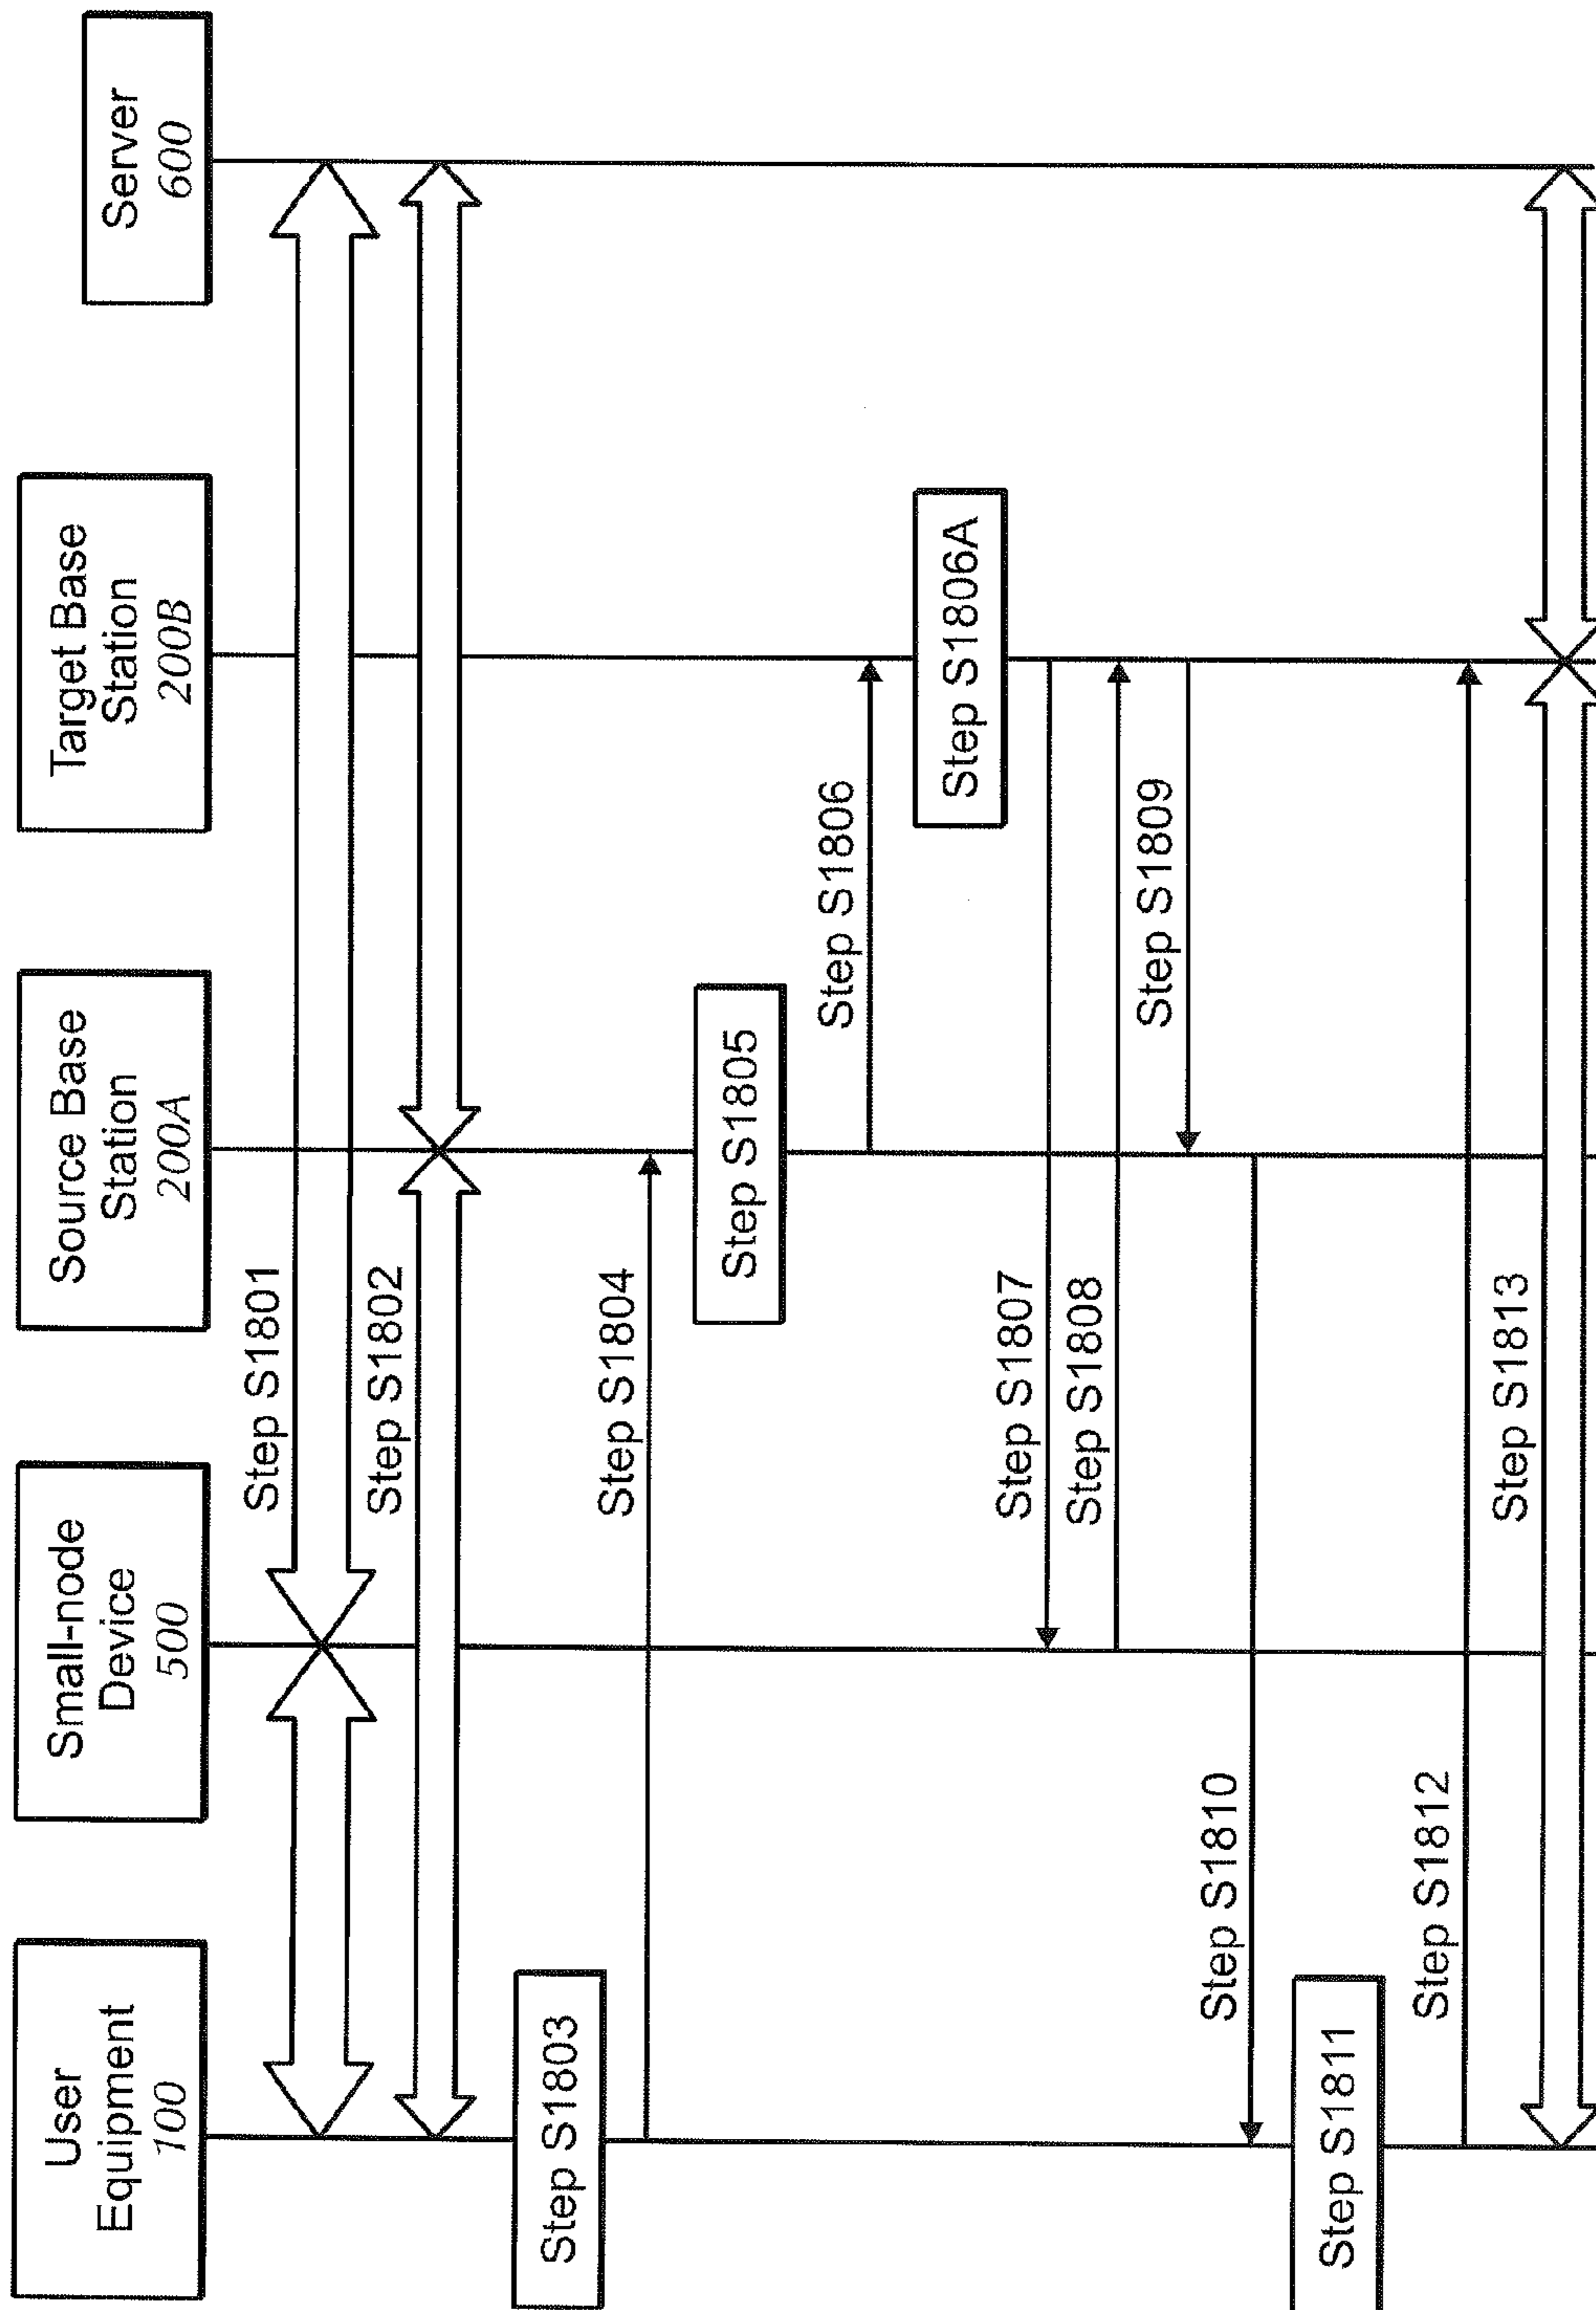 User
Equipment
100
Small-node
Device
500
Source Base
Station
200A
Target Base
Station
200B
Server
600
Step S1801
Step S1802
Step S1803
Step S1804
Step S1805
Step S1806
Step S1806A
Step S1807
Step S1808
Step S1809
Step S1810
Step S1811
Step S1812
Step S1813